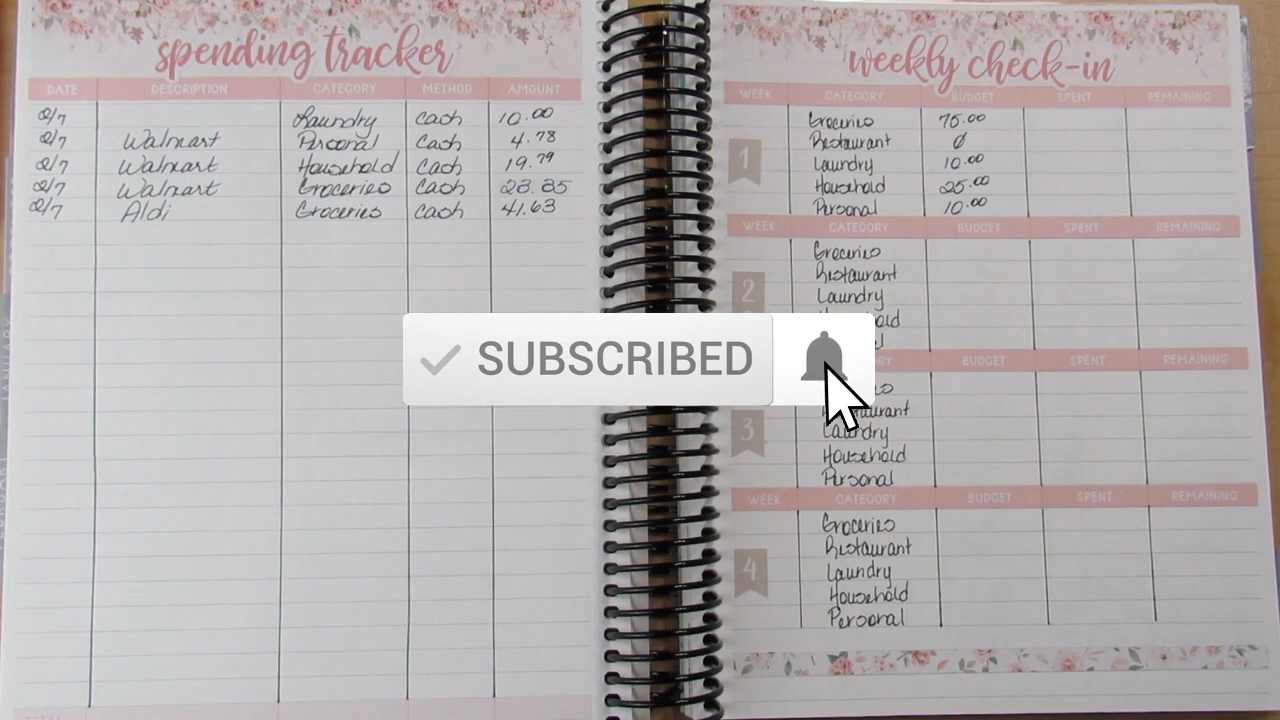 spending tracker
DATE DESCRIPTION CATEGORY METHOD AMOUNT
2/7 Laundry cash 10.00
2/7 Walmart Personal Cash 4.78
2/7 Walmart Household Cash 19.79
2/7 Walmart Groceries Cash 23.35
2/7 Aldi Groceries Cash 41.63
TOTAL
weekly check-in
WEEK CATEGORY BUDGET SPENT REMAINING
1
Groceries 75.00
Restaurant 0
Laundry 10.00
Household 25.00
Personal 10.00
WEEK CATEGORY BUDGET SPENT REMAINING
2
Groceries
Restaurant
Laundry
SUBSCRIBED
BUDGET SPENT REMAINING
3
Laundry
Household
Personal
WEEK CATEGORY BUDGET SPENT REMAINING
4
Groceries
Restaurant
Laundry
Household
Personal
JANUARY